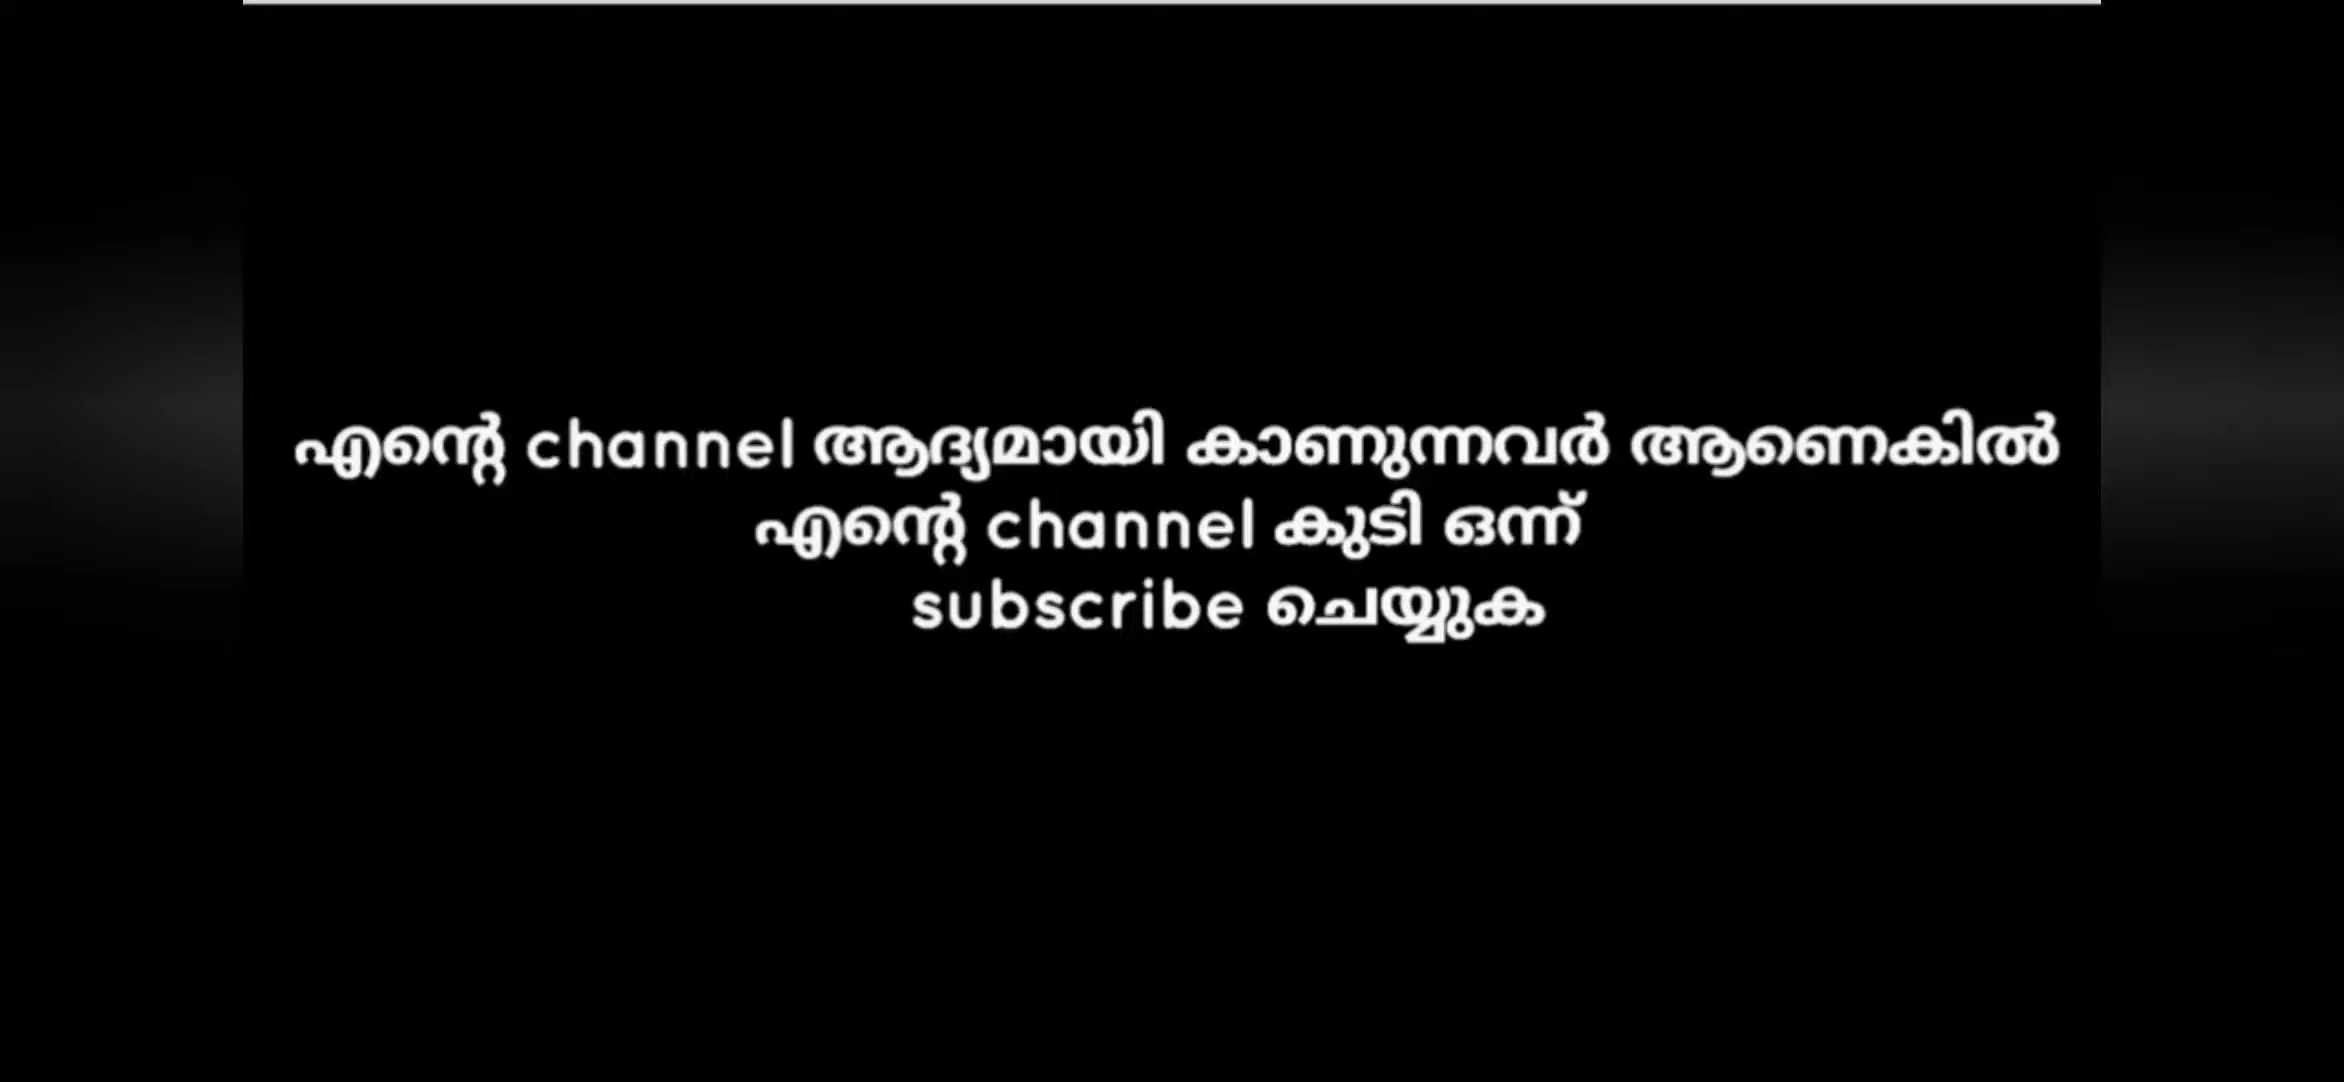 എന്റെ channel ആദ്യമായി കാണുന്നവർ ആണെകിൽ
എന്റെ channel കുടി ഒന്ന്
subscribe ചെയ്യുക